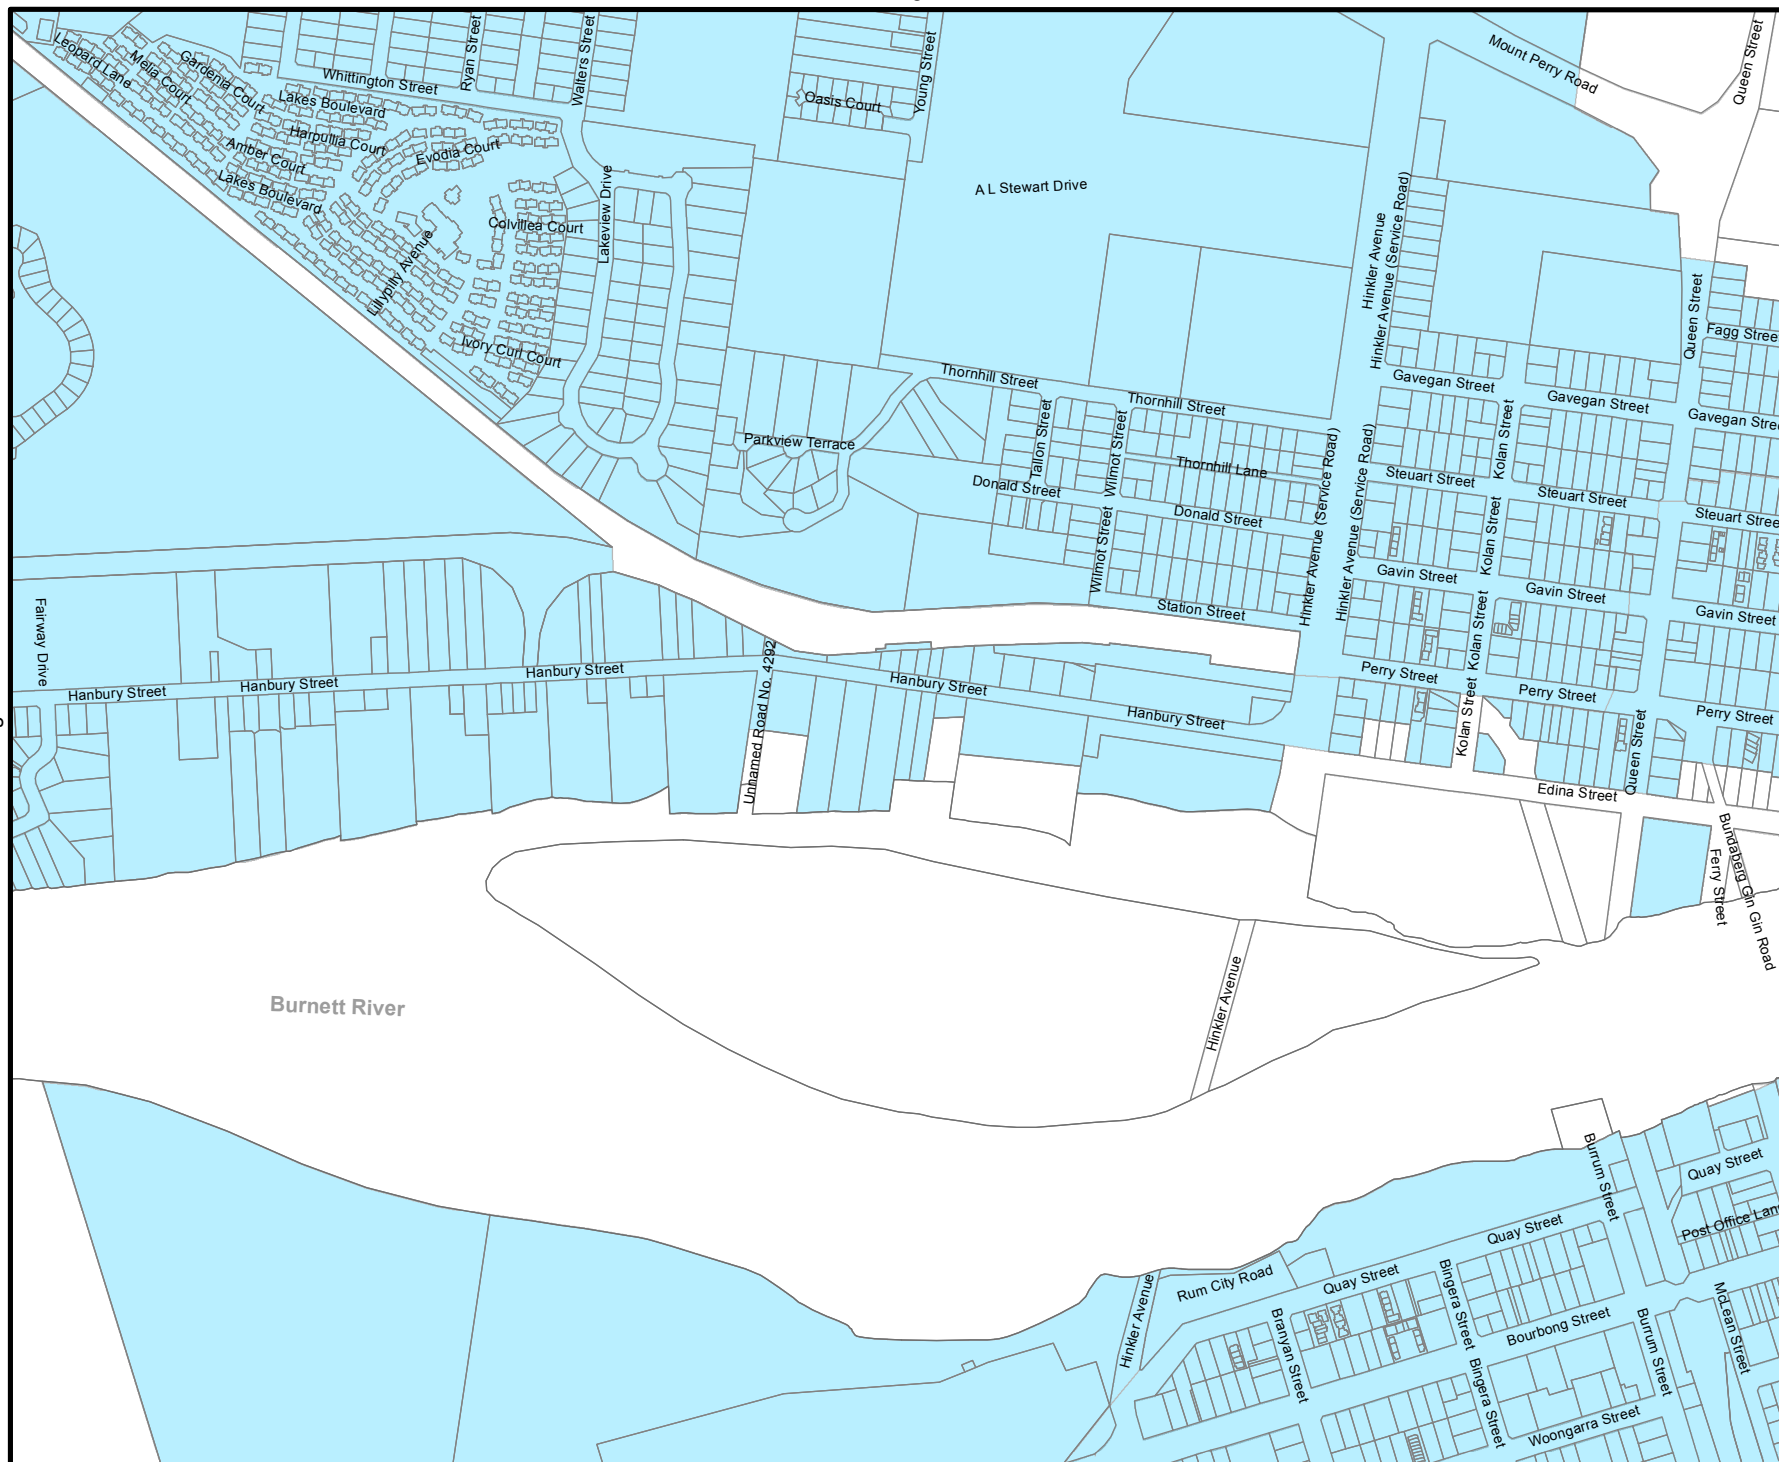 Mount Perry Road
Queen Street
Ryan Street
Walters Street
Young Street
Leopard Lane
Melia Court
Gardenia Court
Whittington Street
Lakes Boulevard
Oasis Court
Harpullia Court
Evodia Court
Amber Court
Lakes Boulevard
A L Stewart Drive
Lakeview Drive
Colvillea Court
Lillypilly Avenue
Ivory Curl Court
Hinkler Avenue
Hinkler Avenue (Service Road)
Queen Street
Fagg Street
Thornhill Street
Thornhill Street
Gavegan Street
Gavegan Street
Gavegan Stre
Parkview Terrace
Tallon Street
Wilmot Street
Thornhill Lane
Kolan Street
Donald Street
Donald Street
Steuart Street
Steuart Street
Steuart Stree
Hinkler Avenue (Service Road)
Hinkler Avenue (Service Road)
Wilmot Street
Kolan Street
Gavin Street
Gavin Street
Gavin Street
Station Street
Fairway Drive
Kolan Street
Hanbury Street
Hanbury Street
Hanbury Street
Hanbury Street
Hanbury Street
Unnamed Road No. 4292
Perry Street
Perry Street
Perry Street
Kolan Street
Queen Street
Edina Street
Ferry Street
Bundaberg Gin Gin Road
Burnett River
Hinkler Avenue
Burrum Street
Quay Street
Quay Street
Post Office Lane
Rum City Road
Quay Street
Hinkler Avenue
Branyan Street
Bingera Street
Bourbong Street
Burrum Street
McLean Street
Bingera Street
Woongarra Street